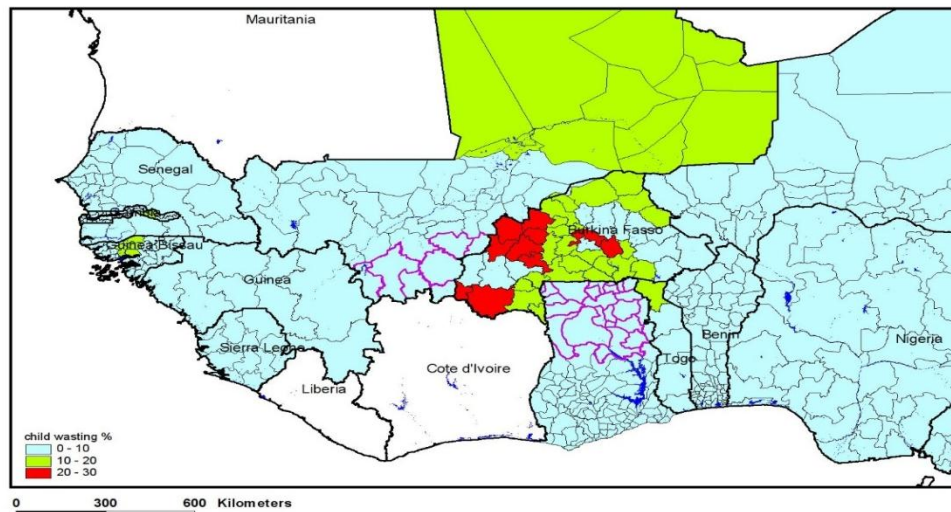 Mauritania
Senegal
Burkina Fasso
Guinea Bissau
Guinea
Benin
Nigeria
Sierra Leone
Togo
Cote d'Ivoire
Liberia
child wasting %
0 - 10
10 - 20
20 - 30
0 300 600 Kilometers